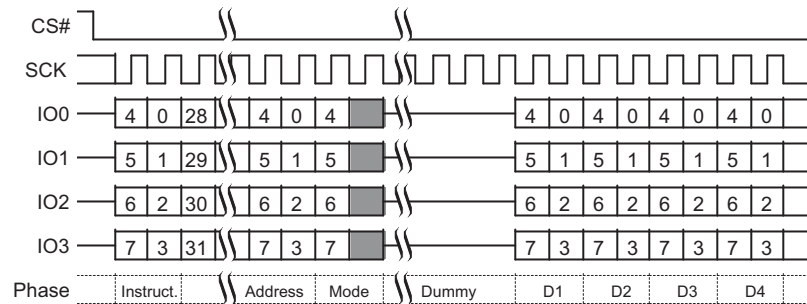 CS#
SCK
IO0 4 0 28 4 0 4 4 0 4 0 4 0 4 0
IO1 5 1 29 5 1 5 5 1 5 1 5 1 5 1
IO2 6 2 30 6 2 6 6 2 6 2 6 2 6 2
IO3 7 3 31 7 3 7 7 3 7 3 7 3 7 3
Phase Instruct. Address Mode Dummy D1 D2 D3 D4